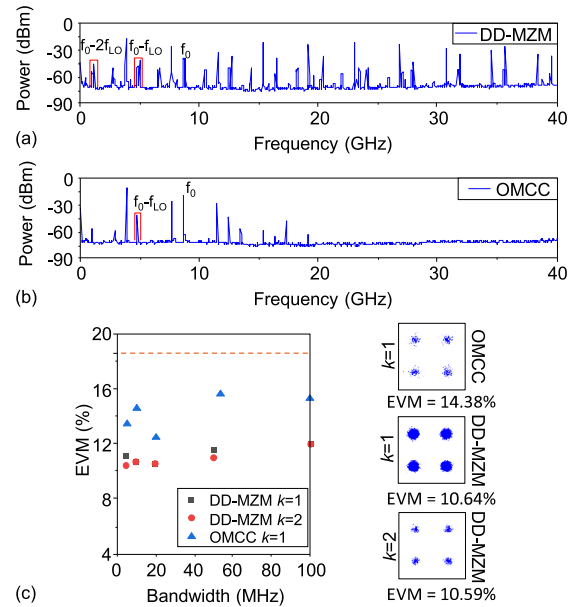 Power (dBm)
0
-30
-60
-90
f0-2fLO
f0-fLO
f0
DD-MZM
0
10
20
30
40
Frequency (GHz)
(a)
Power (dBm)
0
-30
-60
-90
f0-fLO
f0
OMCC
0
10
20
30
40
Frequency (GHz)
(b)
EVM (%)
20
16
12
8
4
DD-MZM k=1
DD-MZM k=2
OMCC k=1
0
20
40
60
80
100
Bandwidth (MHz)
(c)
k=1
OMCC
EVM = 14.38%
k=1
DD-MZM
EVM = 10.64%
k=2
DD-MZM
EVM = 10.59%